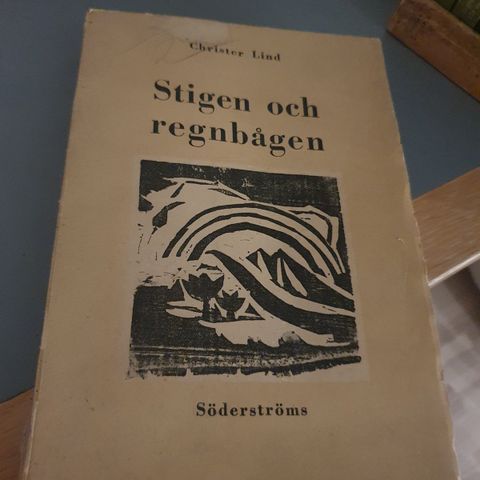 Christer Lind
Stigen och
regnbågen
Söderströms